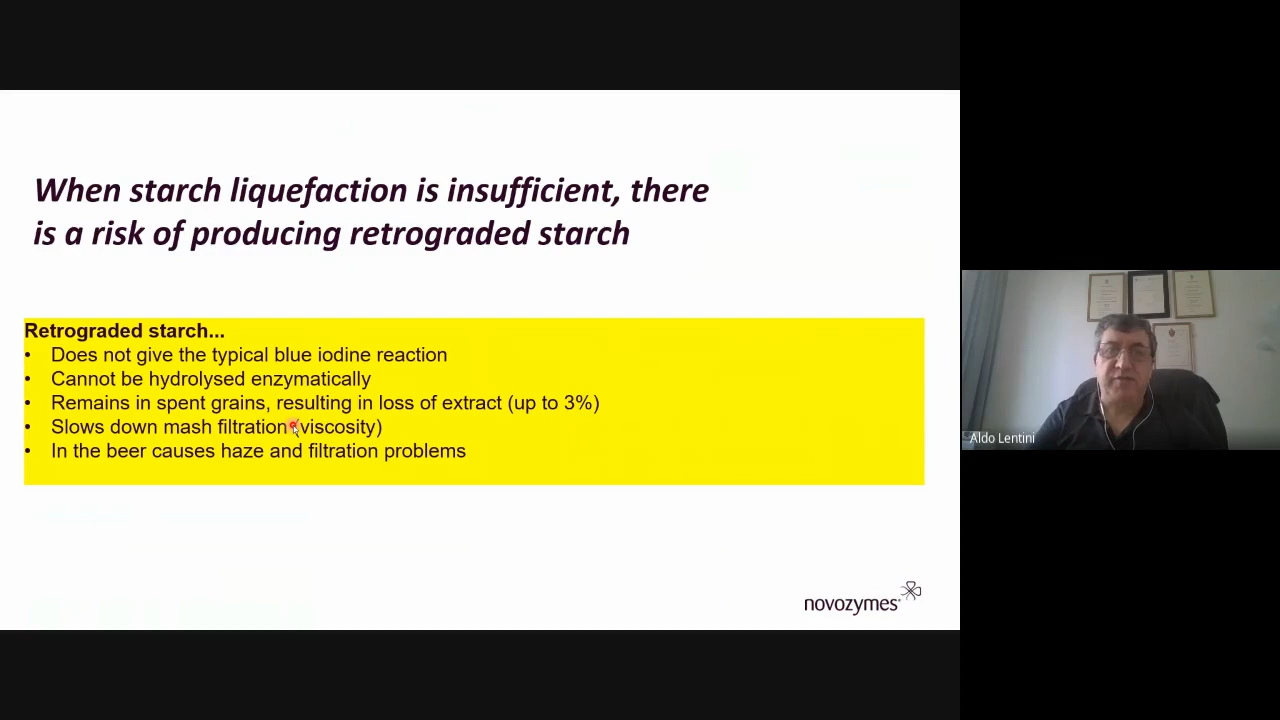 When starch liquefaction is insufficient, there
is a risk of producing retrograded starch
Retrograded starch...
• Does not give the typical blue iodine reaction
• Cannot be hydrolysed enzymatically
• Remains in spent grains, resulting in loss of extract (up to 3%)
• Slows down mash filtration (viscosity)
• In the beer causes haze and filtration problems
novozymes®
Aldo Lentini